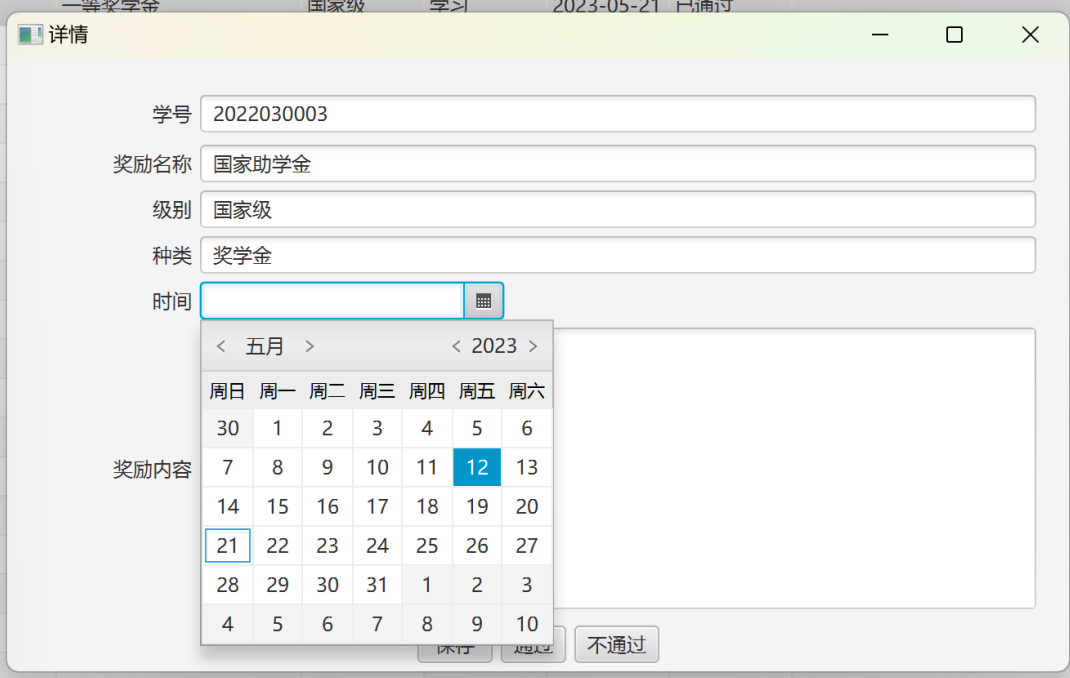 一等奖学金 国家级 学习 2023-05-21 已通过
详情
学号 2022030003
奖励名称 国家助学金
级别 国家级
种类 奖学金
时间
< 五月 > < 2023 >
周日 周一 周二 周三 周四 周五 周六
30 1 2 3 4 5 6
7 8 9 10 11 12 13
奖励内容
14 15 16 17 18 19 20
21 22 23 24 25 26 27
28 29 30 31 1 2 3
4 5 6 7 8 9 10
保存 通过 不通过